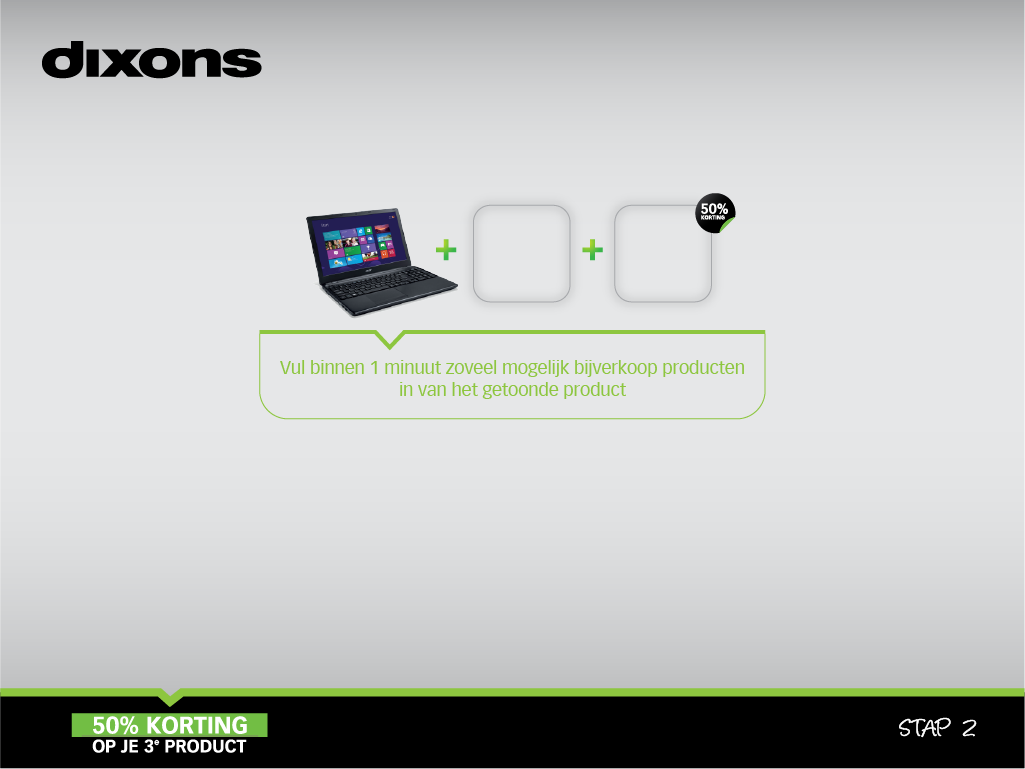 dixons
50%
KORTING
Vul binnen 1 minuut zoveel mogelijk bijverkoop producten
in van het getoonde product
50% KORTING
OP JE 3e PRODUCT
STAP 2